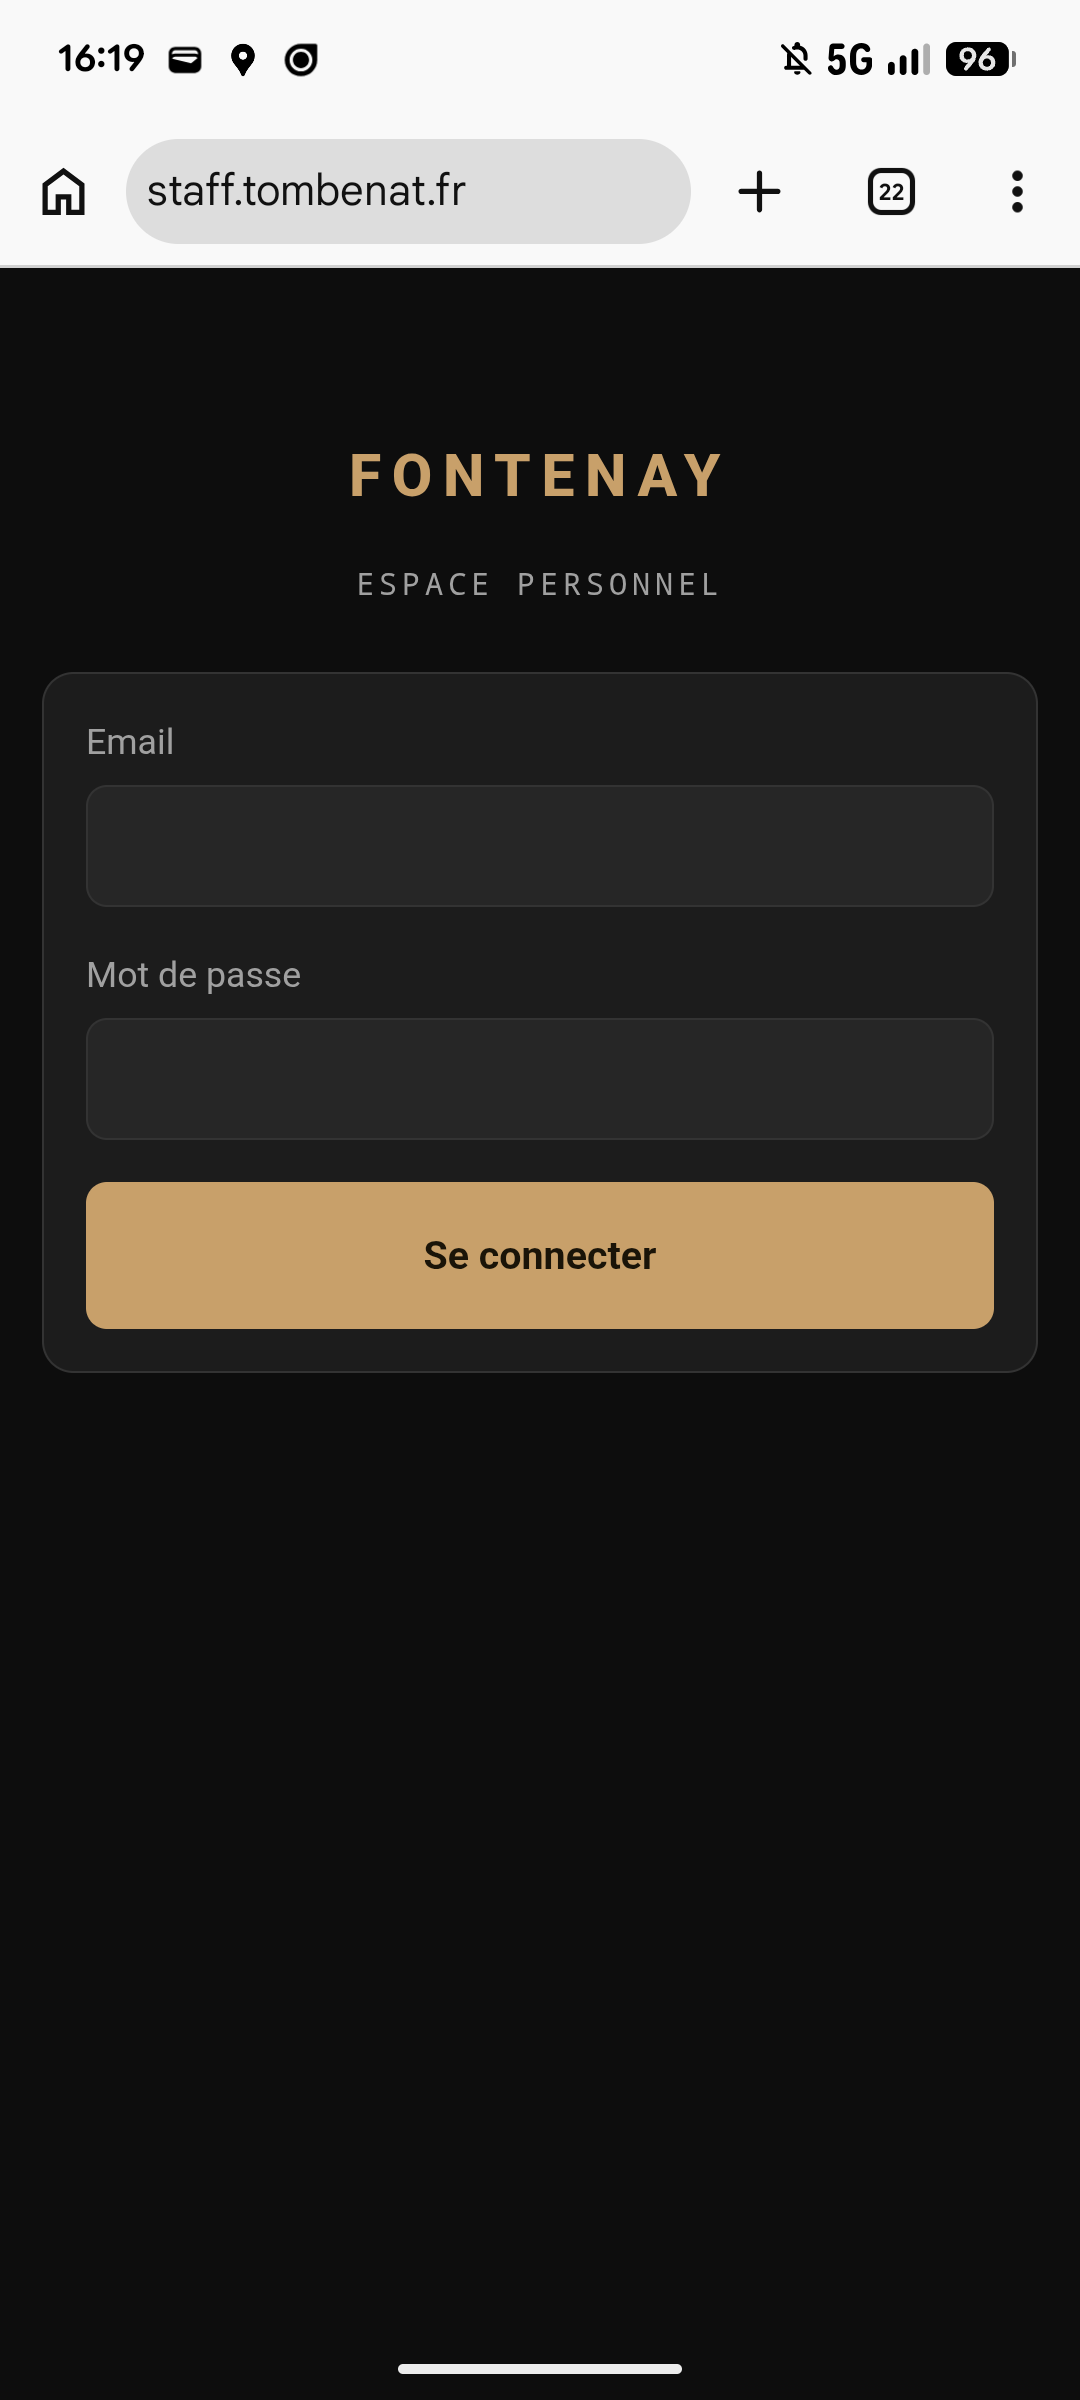 16:19
5G
96
staff.tombenat.fr
22
FONTENAY
ESPACE PERSONNEL
Email
Mot de passe
Se connecter